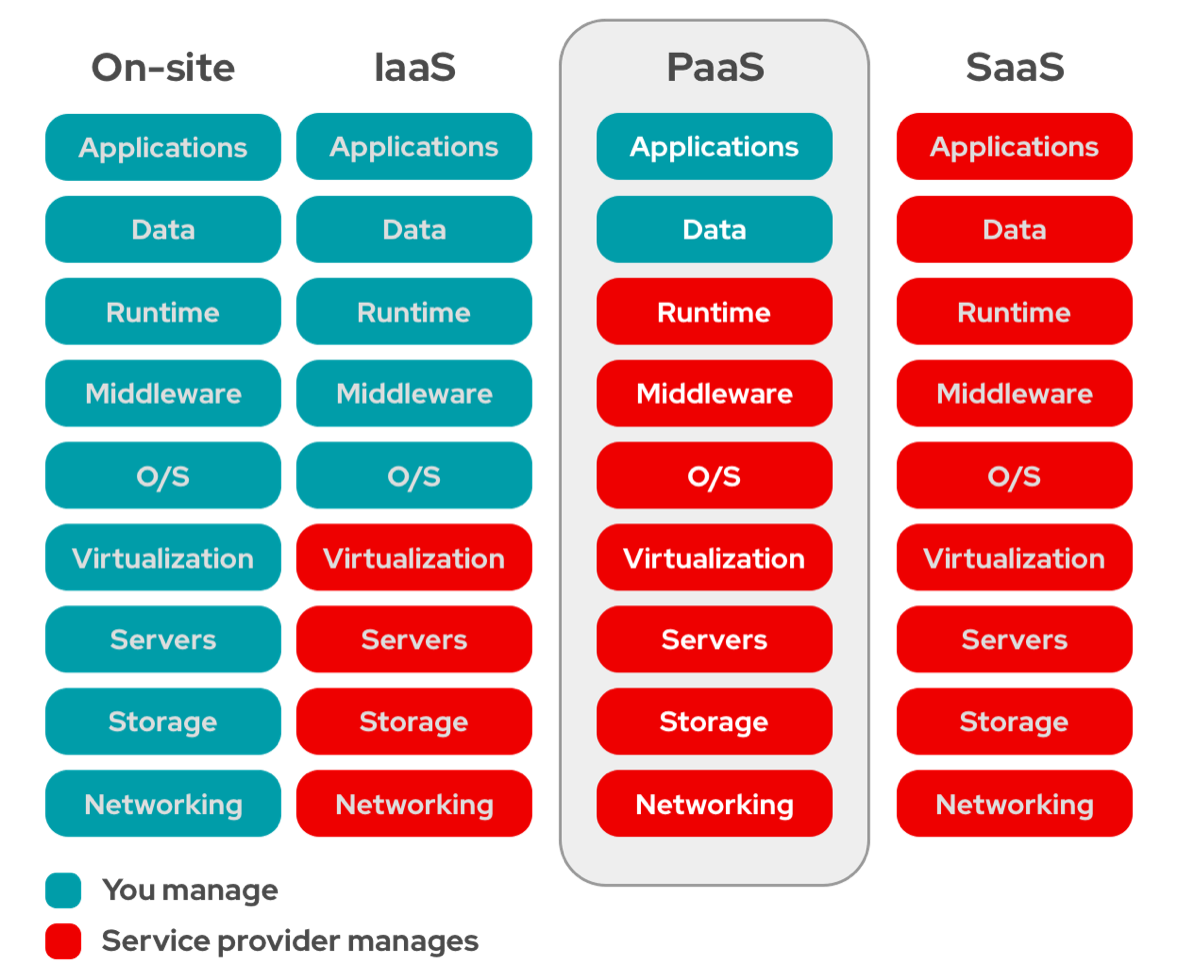 On-site IaaS PaaS SaaS
Applications Applications Applications Applications
Data Data Data Data
Runtime Runtime Runtime Runtime
Middleware Middleware Middleware Middleware
O/S O/S O/S O/S
Virtualization Virtualization Virtualization Virtualization
Servers Servers Servers Servers
Storage Storage Storage Storage
Networking Networking Networking Networking
You manage
Service provider manages